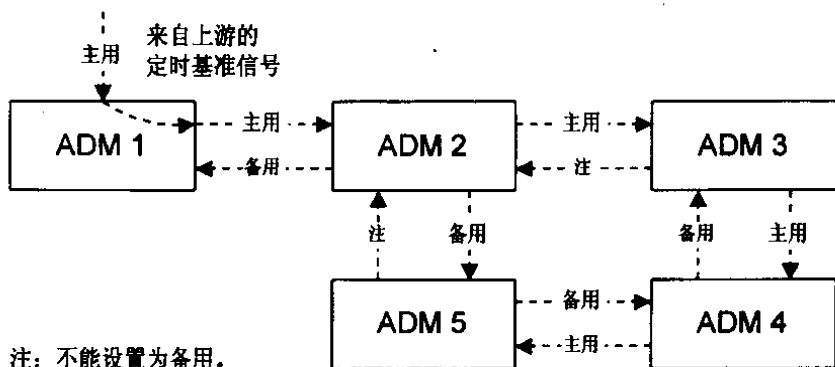 来自上游的
主用
定时基准信号
ADM 1
主用
备用
ADM 2
主用
注
ADM 3
注
备用
备用
主用
ADM 5
备用
主用
ADM 4
注：不能设置为备用。